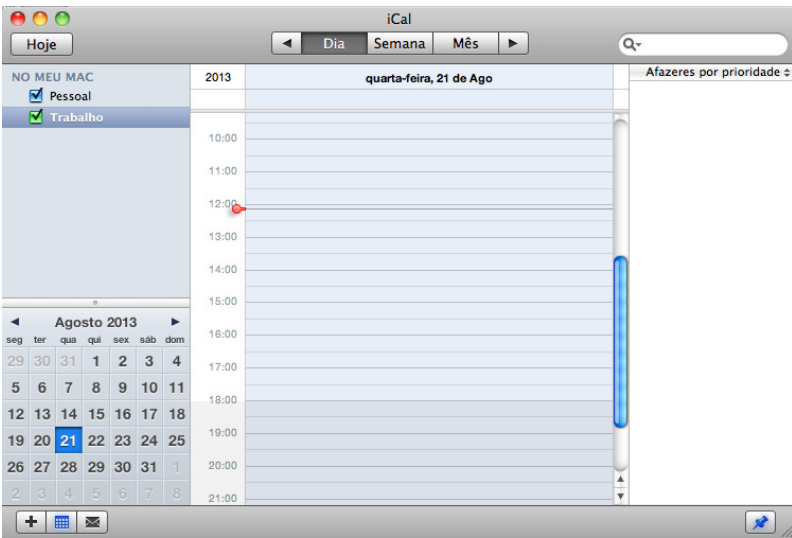 iCal
Hoje
Dia Semana Mês
NO MEU MAC
Pessoal
Trabalho
2013 quarta-feira, 21 de Ago
Afazeres por prioridade
10:00
11:00
12:00
13:00
14:00
15:00
16:00
17:00
18:00
19:00
20:00
21:00
Agosto 2013
seg ter qua qui sex sáb dom
29 30 31 1 2 3 4
5 6 7 8 9 10 11
12 13 14 15 16 17 18
19 20 21 22 23 24 25
26 27 28 29 30 31 1
2 3 4 5 6 7 8